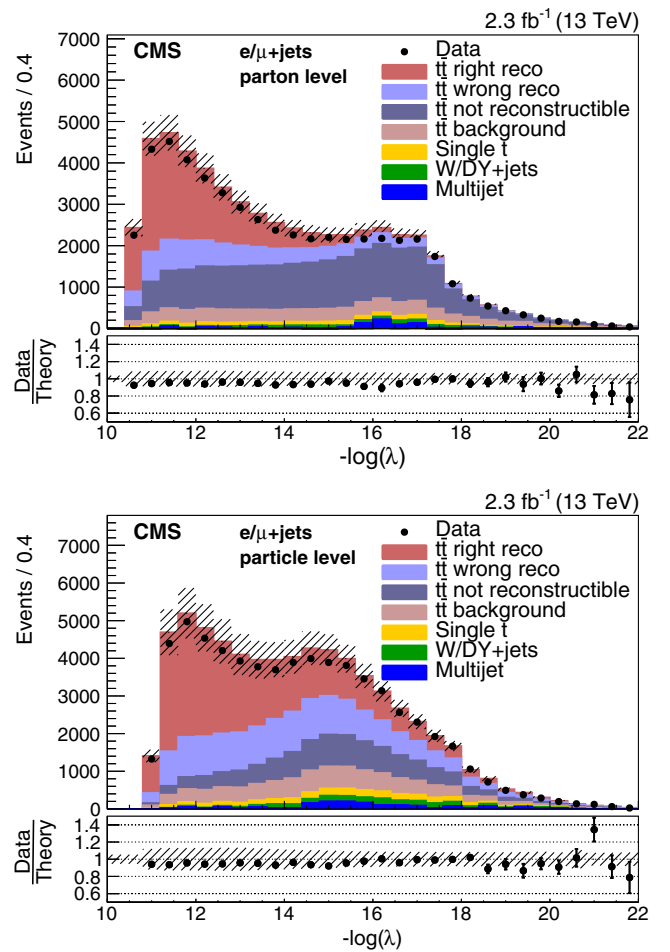 2.3 fb⁻¹ (13 TeV)
7000
6000
5000
4000
3000
2000
1000
0
Events / 0.4
CMS
e/μ+jets
parton level
Data
tt̄ right reco
tt̄ wrong reco
tt̄ not reconstructible
tt̄ background
Single t
W/DY+jets
Multijet
1.4
1.2
1
0.8
0.6
Data
Theory
10 12 14 16 18 20 22
-log(λ)
2.3 fb⁻¹ (13 TeV)
7000
6000
5000
4000
3000
2000
1000
0
Events / 0.4
CMS
e/μ+jets
particle level
Data
tt̄ right reco
tt̄ wrong reco
tt̄ not reconstructible
tt̄ background
Single t
W/DY+jets
Multijet
1.4
1.2
1
0.8
0.6
Data
Theory
10 12 14 16 18 20 22
-log(λ)